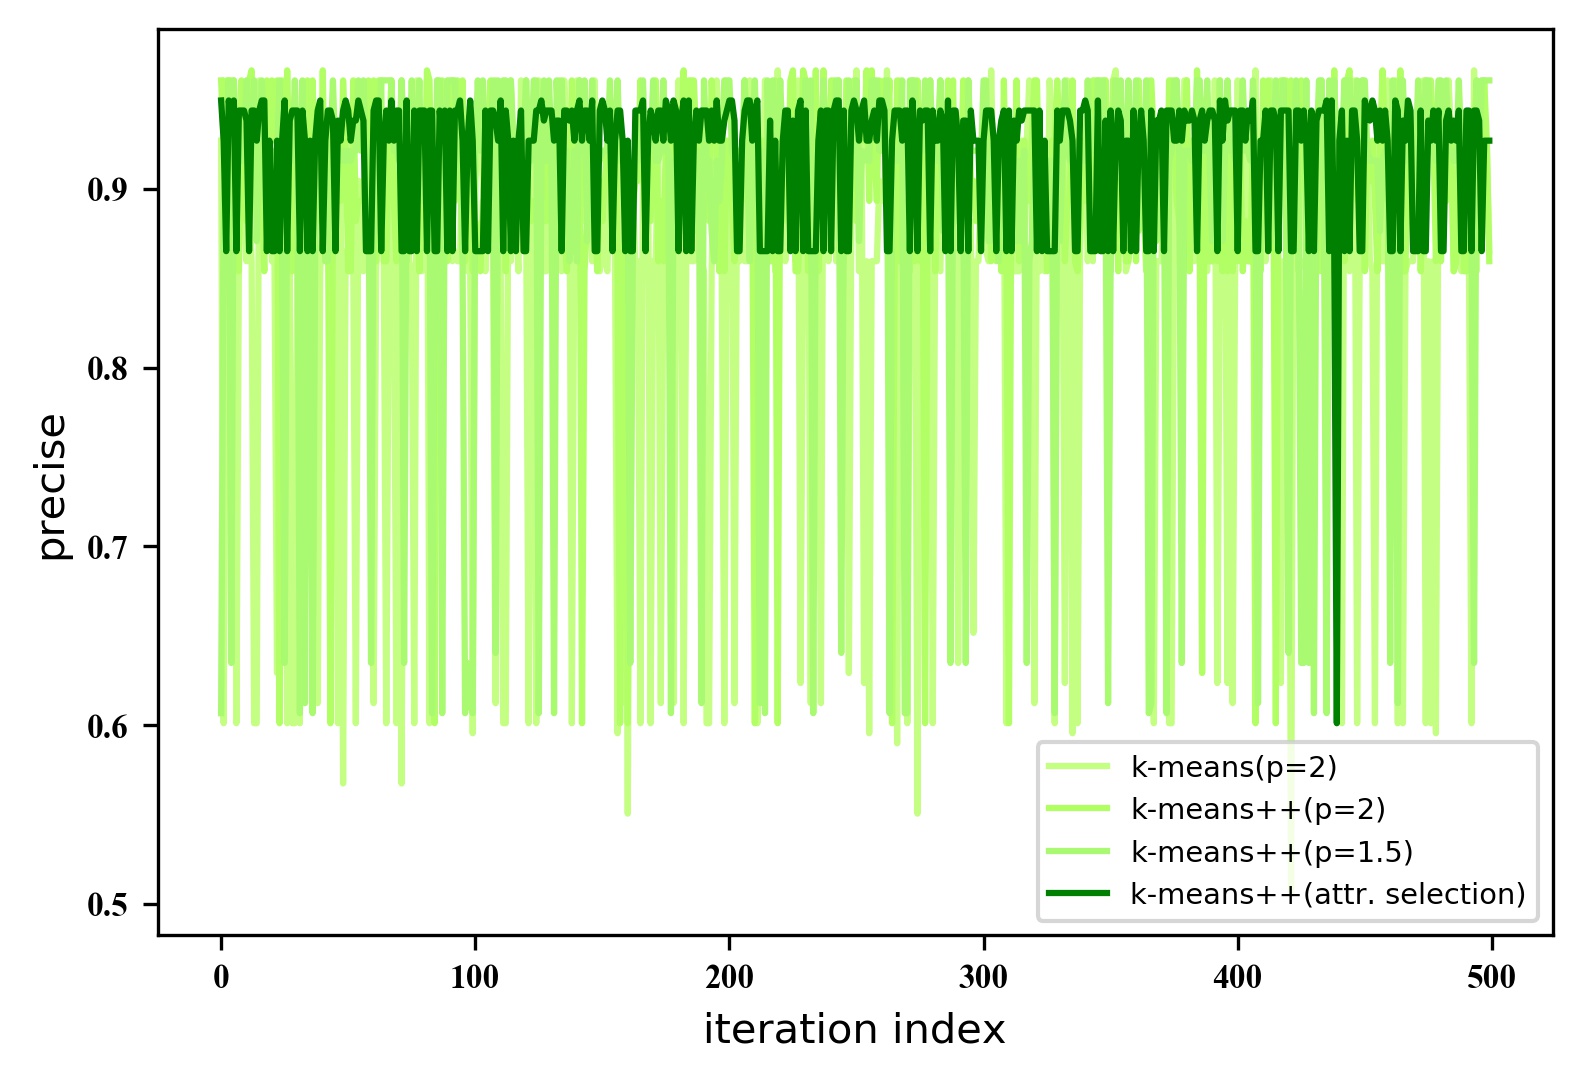 precise
0.9
0.8
0.7
0.6
0.5
k-means(p=2)
k-means++(p=2)
k-means++(p=1.5)
k-means++(attr. selection)
0 100 200 300 400 500
iteration index